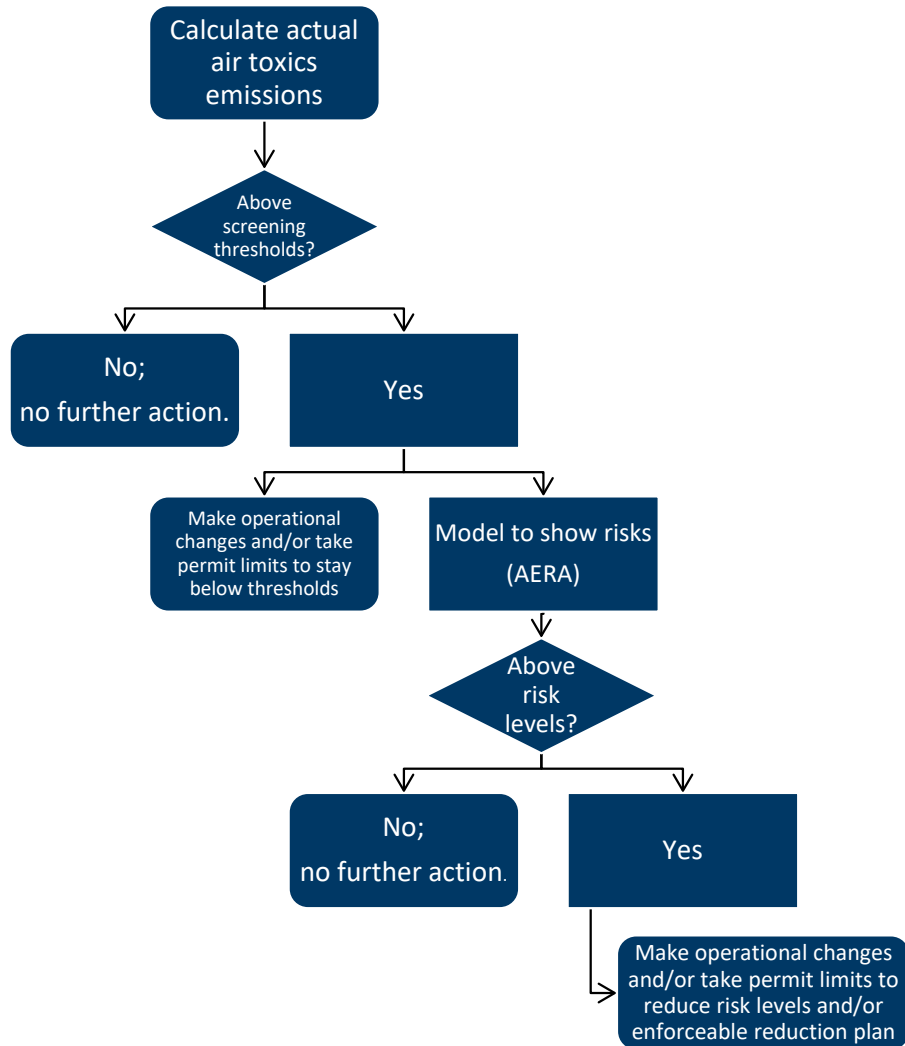 Calculate actual
air toxics
emissions
Above
screening
thresholds?
No;
no further action.
Yes
Make operational
changes and/or take
permit limits to stay
below thresholds
Model to show risks
(AERA)
Above
risk
levels?
No;
no further action.
Yes
Make operational changes
and/or take permit limits to
reduce risk levels and/or
enforceable reduction plan